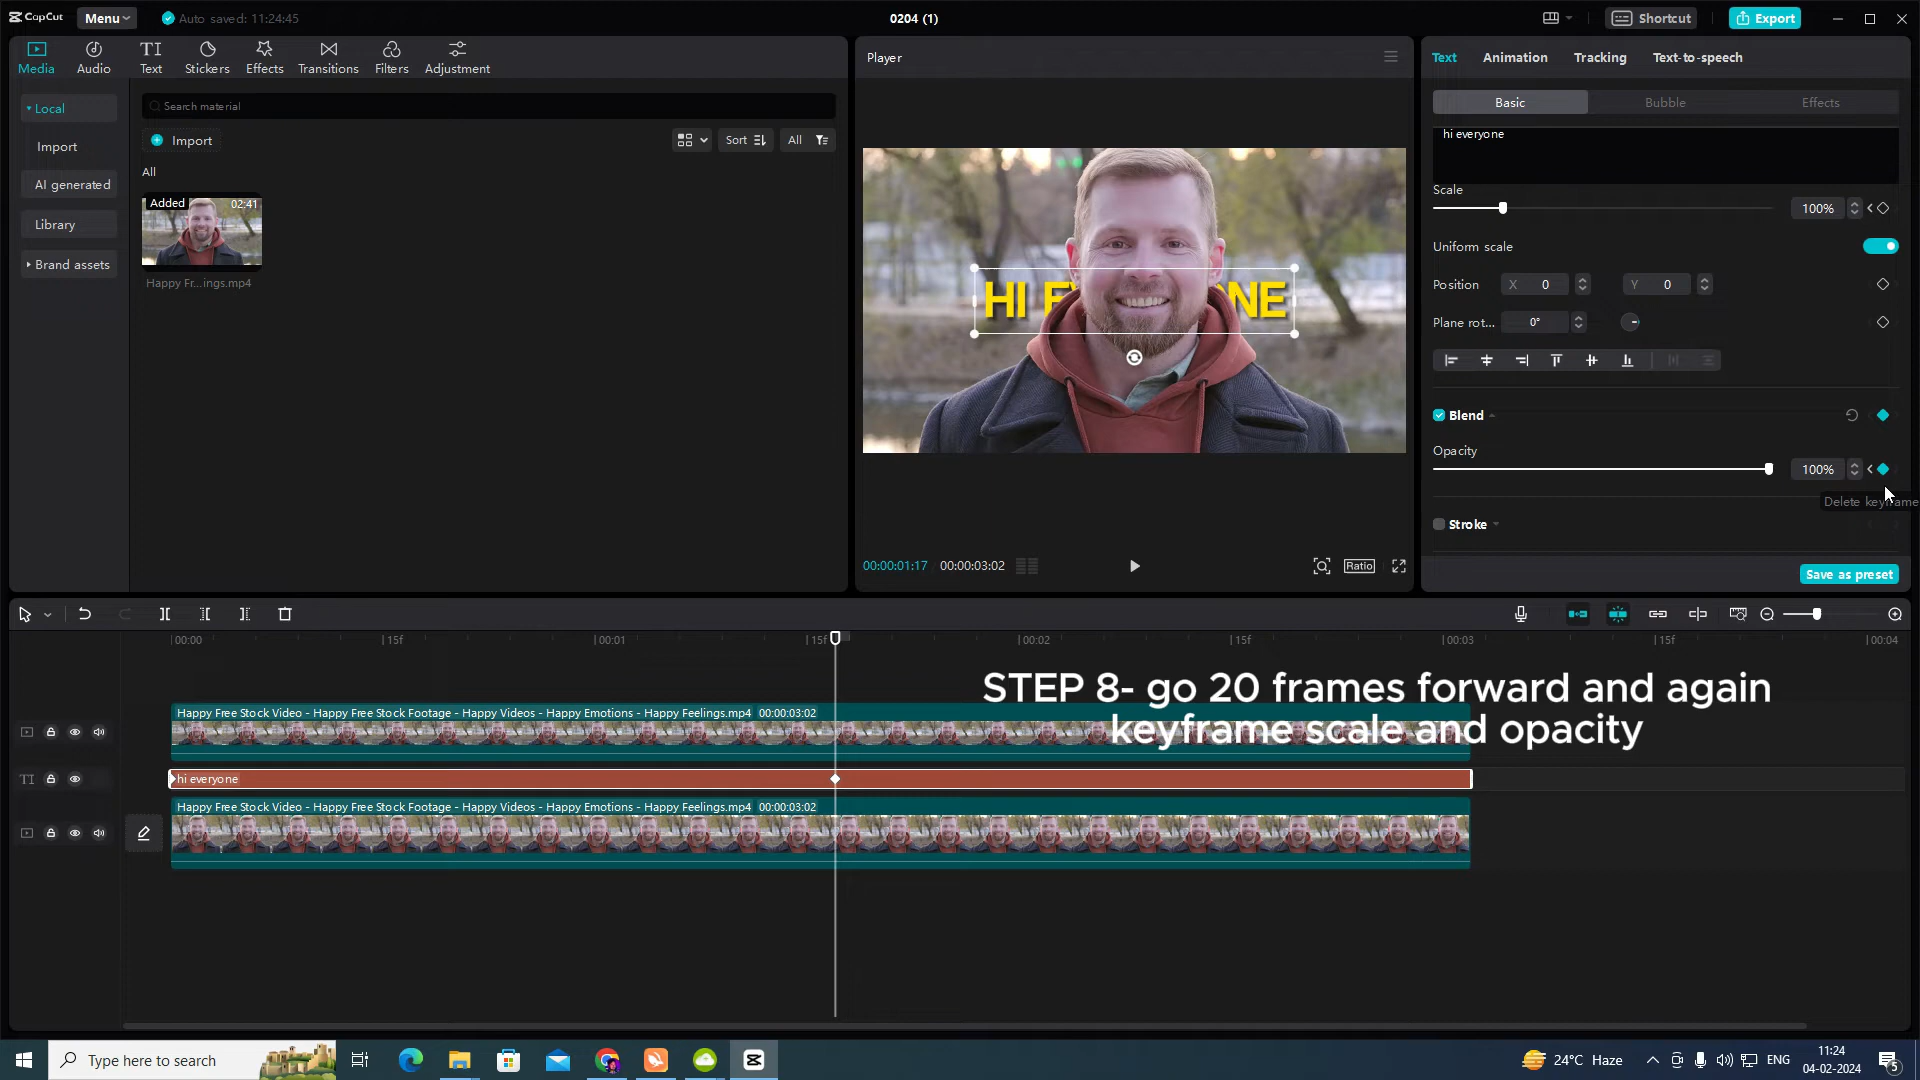 CapCut
Menu
Auto saved: 11:24:45
0204 (1)
Shortcut
Export
Media
Audio
Text
Stickers
Effects
Transitions
Filters
Adjustment
Local
Import
AI generated
Library
Brand assets
Search material
Import
Sort
All
All
Added
02:41
Happy Fr...ings.mp4
Player
HI E
NE
00:00:01:17
00:00:03:02
Ratio
Text
Animation
Tracking
Text-to-speech
Basic
Bubble
Effects
hi everyone
Scale
100%
Uniform scale
Position
X 0
Y 0
Plane rot...
0°
Blend
Opacity
100%
Delete keyframe
Stroke
Save as preset
00:00
15f
00:01
15f
00:02
15f
00:03
15f
00:04
STEP 8- go 20 frames forward and again
keyframe scale and opacity
Happy Free Stock Video - Happy Free Stock Footage - Happy Videos - Happy Emotions - Happy Feelings.mp4 00:00:03:02
TI
hi everyone
Happy Free Stock Video - Happy Free Stock Footage - Happy Videos - Happy Emotions - Happy Feelings.mp4 00:00:03:02
Type here to search
24°C Haze
ENG
11:24
04-02-2024
5